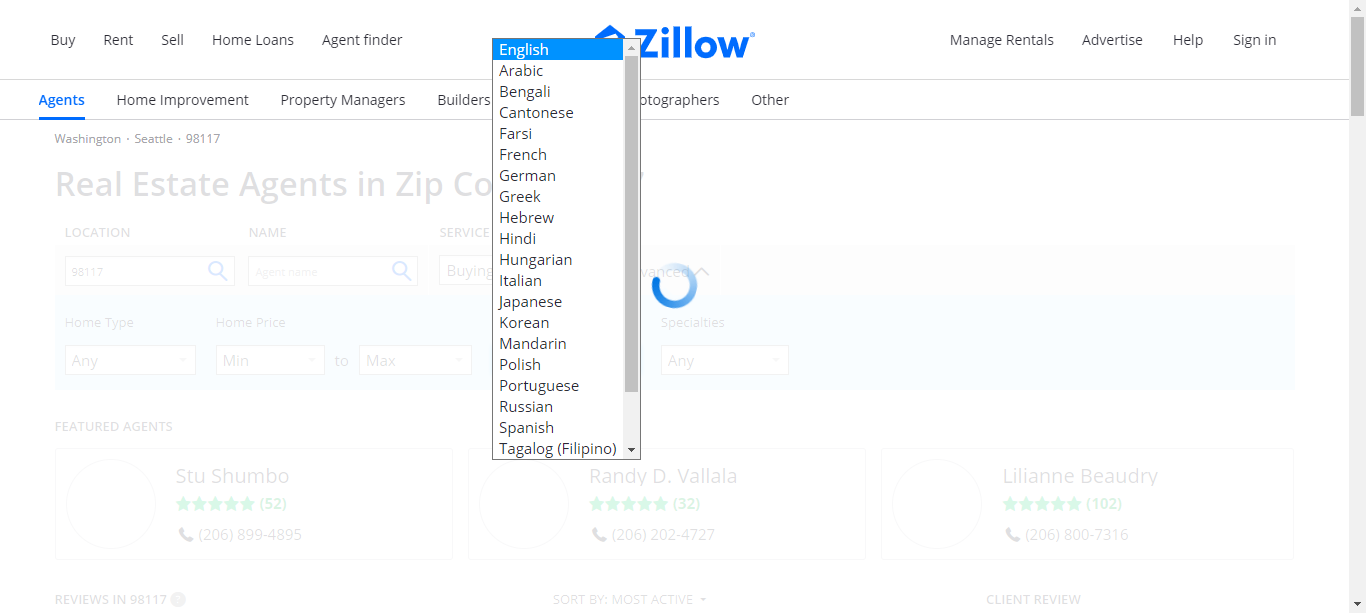 Buy Rent Sell Home Loans Agent finder Zillow Manage Rentals Advertise Help Sign in
Agents Home Improvement Property Managers Builders otographers Other
Washington · Seattle · 98117
Real Estate Agents in Zip Co
LOCATION NAME SERVICE
98117 Agent name Buying vanced
Home Type Home Price Specialties
Any Min to Max Any
English
Arabic
Bengali
Cantonese
Farsi
French
German
Greek
Hebrew
Hindi
Hungarian
Italian
Japanese
Korean
Mandarin
Polish
Portuguese
Russian
Spanish
Tagalog (Filipino)
FEATURED AGENTS
Stu Shumbo
(52)
(206) 899-4895
Randy D. Vallala
(32)
(206) 202-4727
Lilianne Beaudry
(102)
(206) 800-7316
REVIEWS IN 98117 ? SORT BY: MOST ACTIVE CLIENT REVIEW